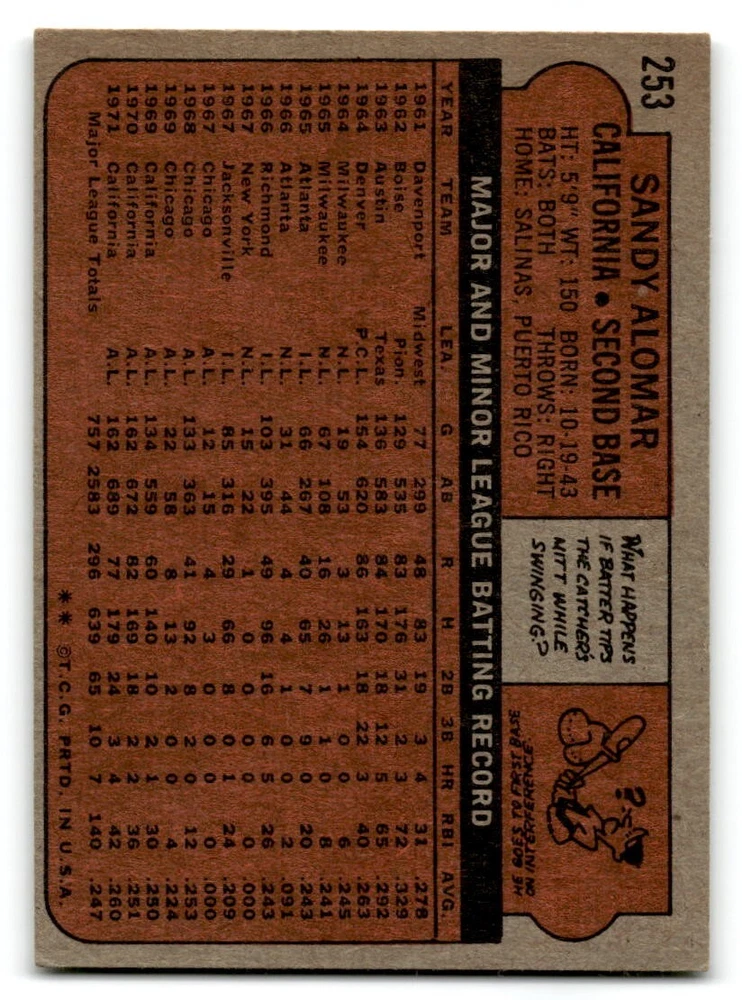 253
SANDY ALOMAR
CALIFORNIA • SECOND BASE
HT: 5'9" WT: 150 BORN: 10-19-43
BATS: BOTH THROWS: RIGHT
HOME: SALINAS, PUERTO RICO
WHAT HAPPENS
IF BATTER TIPS
THE CATCHER'S
MITT WHILE
SWINGING?
?
HE GOES TO FIRST BASE
ON INTERFERENCE
MAJOR AND MINOR LEAGUE BATTING RECORD
YEAR TEAM LEA. G AB R H 2B 3B HR RBI AVG.
1961 Davenport Midwest 77 299 48 83 19 3 4 31 .278
1962 Boise Pion. 129 535 83 176 31 2 3 72 .329
1963 Austin Texas 136 583 84 170 18 12 5 65 .292
1964 Denver P.C.L. 154 620 86 163 18 22 3 40 .263
1964 Milwaukee N.L. 19 53 3 13 1 0 0 6 .245
1965 Milwaukee N.L. 67 108 16 26 1 1 0 8 .241
1965 Atlanta I.L. 66 267 40 65 7 9 0 20 .243
1966 Atlanta N.L. 31 44 4 4 1 0 0 2 .091
1966 Richmond I.L. 103 395 49 96 16 6 5 26 .243
1967 New York N.L. 15 22 1 0 0 0 0 0 .000
1967 Jacksonville I.L. 85 316 29 66 8 0 1 24 .209
1967 Chicago A.L. 12 15 4 3 0 0 0 0 .000
1968 Chicago A.L. 133 363 41 92 8 2 0 12 .253
1969 Chicago A.L. 22 58 8 13 2 0 0 4 .224
1969 California A.L. 134 559 60 140 10 2 1 30 .250
1970 California A.L. 162 672 82 169 18 2 2 36 .251
1971 California A.L. 162 689 77 179 24 3 4 42 .260
Major League Totals 757 2583 296 639 65 10 7 140 .247
** ©T.C.G. PRTD. IN U.S.A.